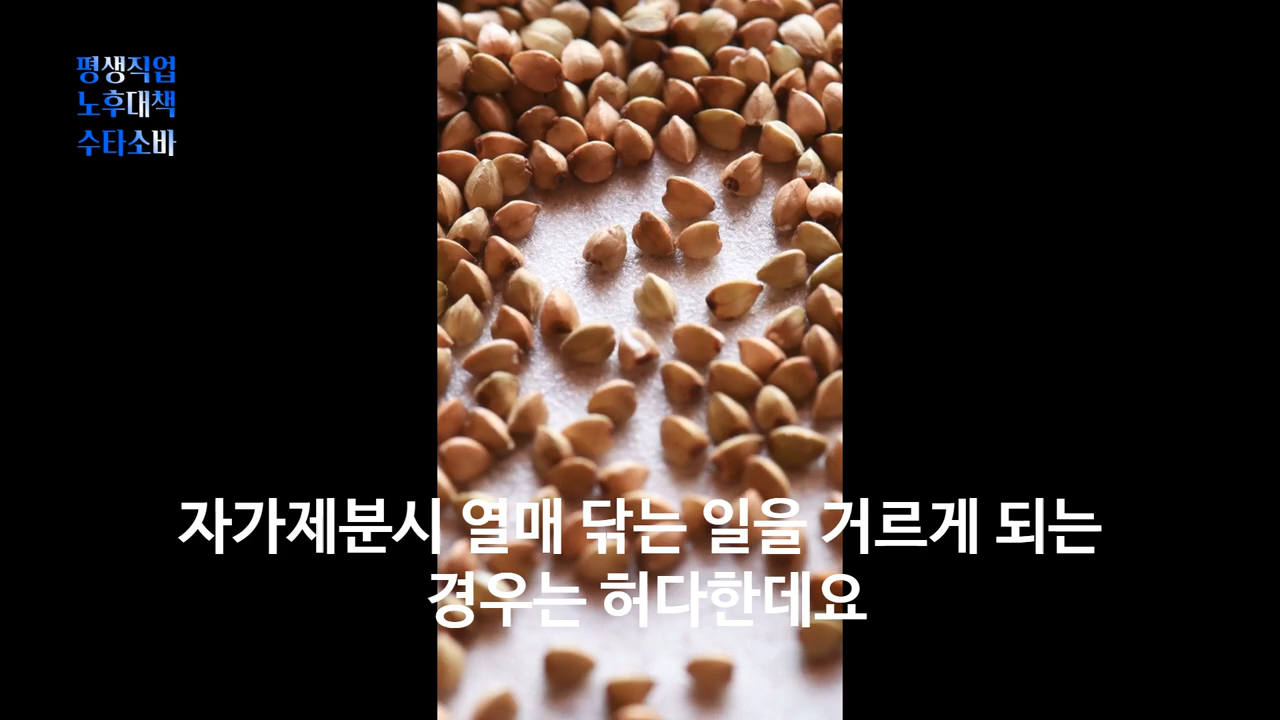 평생직업
노후대책
수타소바
자가제분시 열매 닦는 일을 거르게 되는
경우는 허다한데요